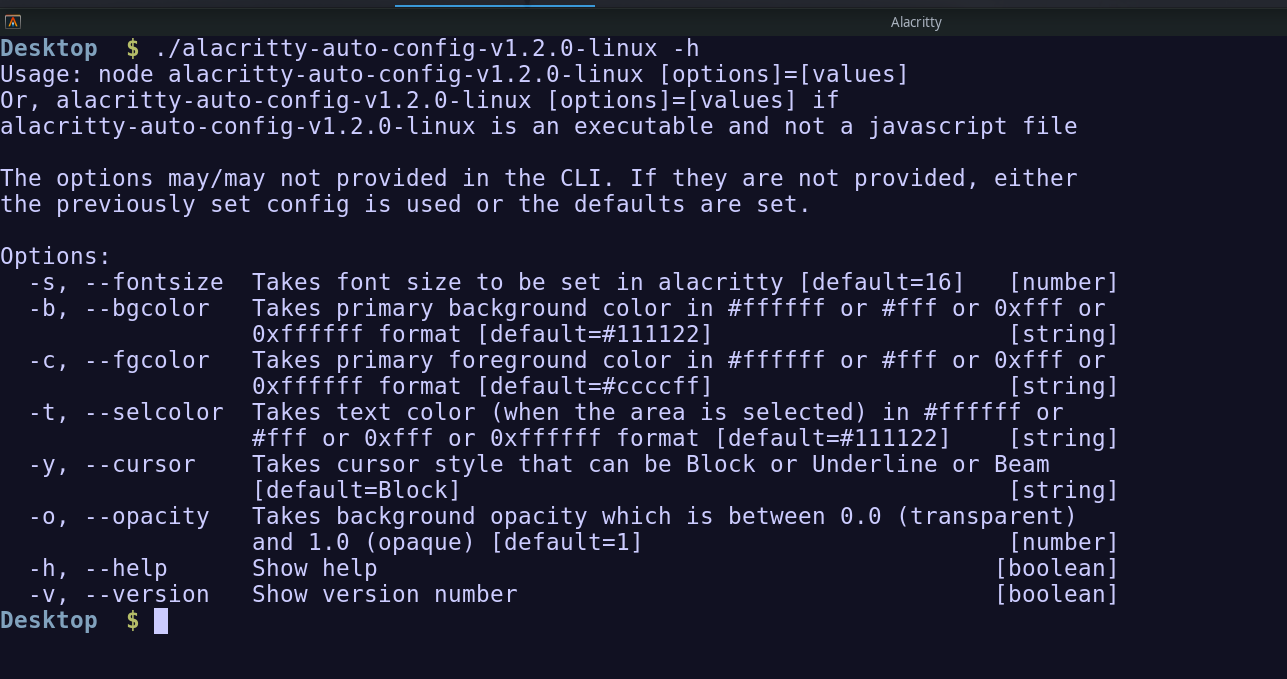 Alacritty
Desktop  $ ./alacritty-auto-config-v1.2.0-linux -h
Usage: node alacritty-auto-config-v1.2.0-linux [options]=[values]
Or, alacritty-auto-config-v1.2.0-linux [options]=[values] if
alacritty-auto-config-v1.2.0-linux is an executable and not a javascript file

The options may/may not provided in the CLI. If they are not provided, either
the previously set config is used or the defaults are set.

Options:
  -s, --fontsize  Takes font size to be set in alacritty [default=16]   [number]
  -b, --bgcolor   Takes primary background color in #ffffff or #fff or 0xfff or
                  0xffffff format [default=#111122]                     [string]
  -c, --fgcolor   Takes primary foreground color in #ffffff or #fff or 0xfff or
                  0xffffff format [default=#ccccff]                     [string]
  -t, --selcolor  Takes text color (when the area is selected) in #ffffff or
                  #fff or 0xfff or 0xffffff format [default=#111122]    [string]
  -y, --cursor    Takes cursor style that can be Block or Underline or Beam
                  [default=Block]                                       [string]
  -o, --opacity   Takes background opacity which is between 0.0 (transparent)
                  and 1.0 (opaque) [default=1]                          [number]
  -h, --help      Show help                                            [boolean]
  -v, --version   Show version number                                  [boolean]
Desktop  $